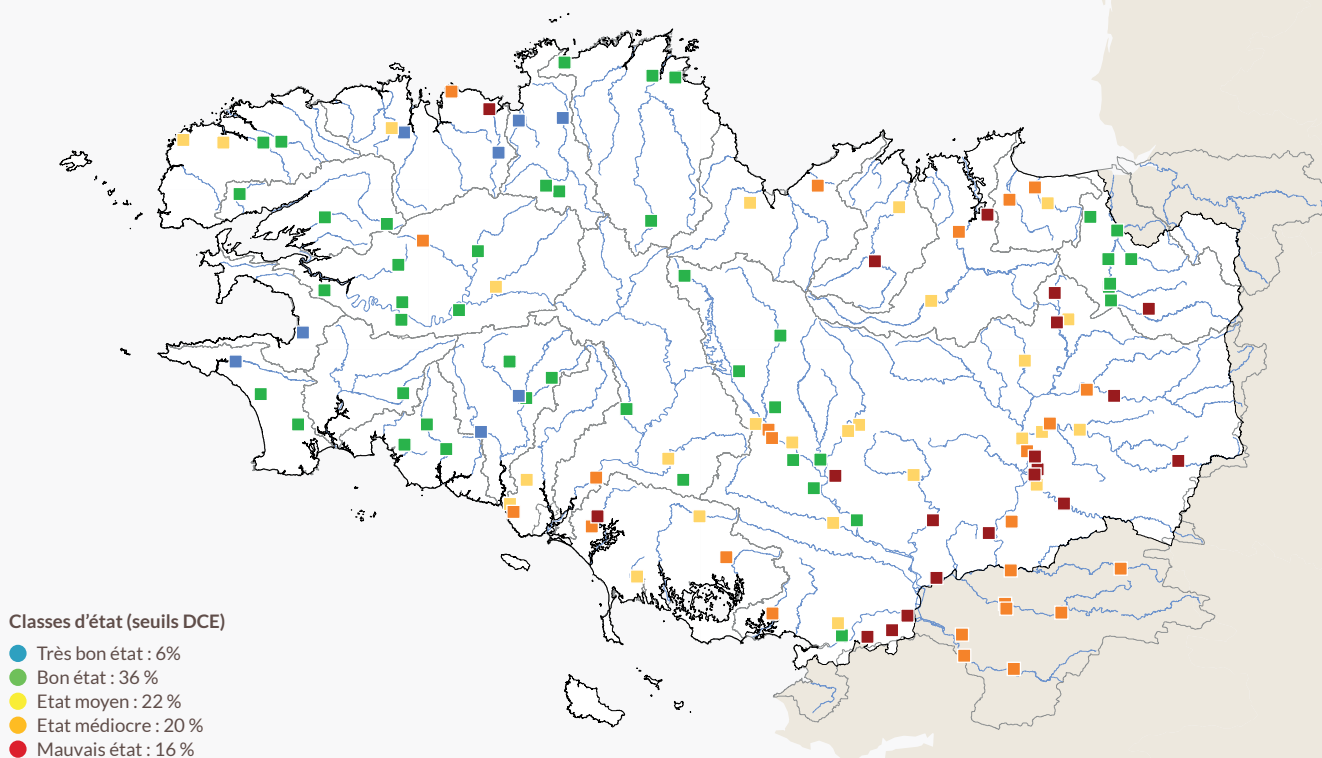 Classes d'état (seuils DCE)
Très bon état : 6%
Bon état : 36 %
Etat moyen : 22 %
Etat médiocre : 20 %
Mauvais état : 16 %